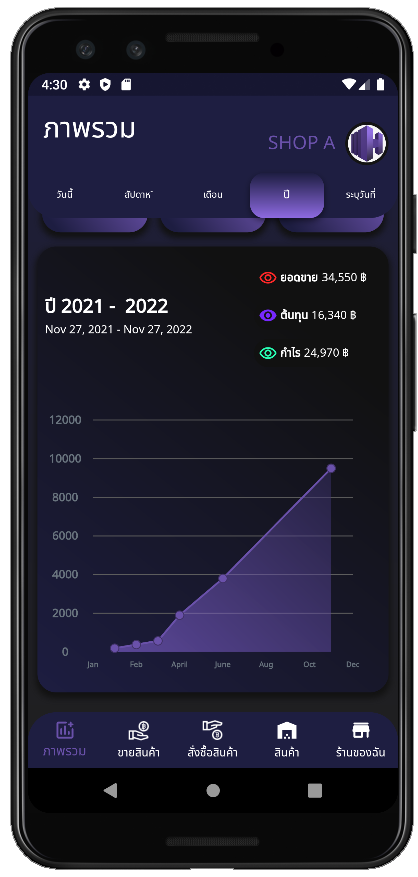 4:30
ภาพรวม
SHOP A
วันนี้ สัปดาห์ เดือน ปี ระบุวันที่
ยอดขาย 34,550 ฿
ปี 2021 - 2022
ต้นทุน 16,340 ฿
Nov 27, 2021 - Nov 27, 2022
กำไร 24,970 ฿
12000
10000
8000
6000
4000
2000
0
Jan Feb April June Aug Oct Dec
ภาพรวม ขายสินค้า สั่งซื้อสินค้า สินค้า ร้านของฉัน